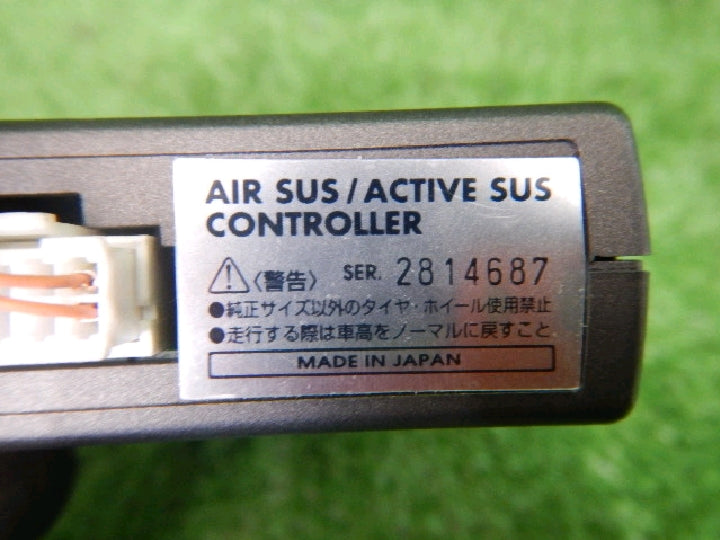 AIR SUS/ACTIVE SUS
CONTROLLER
〈警告〉 SER. 2814687
●純正サイズ以外のタイヤ・ホイール使用禁止
●走行する際は車高をノーマルに戻すこと
MADE IN JAPAN